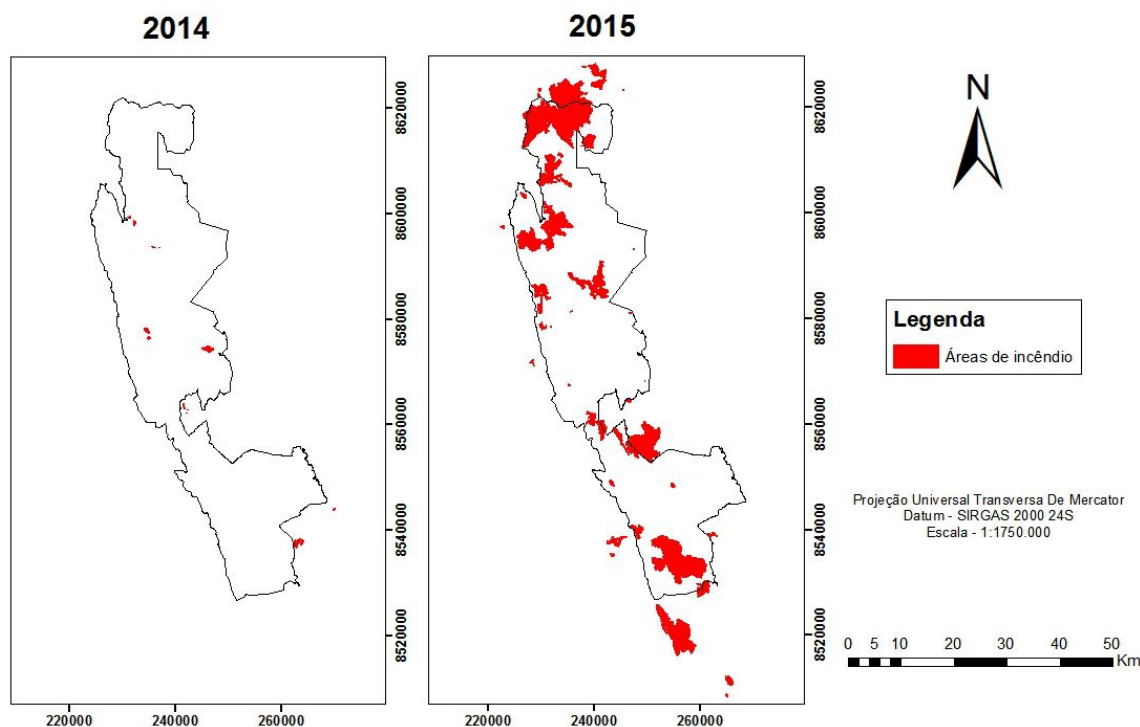 2014
2015
8620000
8600000
8580000
8560000
8540000
8520000
220000 240000 260000
8620000
8600000
8580000
8560000
8540000
8520000
220000 240000 260000
N
Legenda
Áreas de incêndio
Projeção Universal Transversa De Mercator
Datum - SIRGAS 2000 24S
Escala - 1:1750.000
0 5 10 20 30 40 50
Km